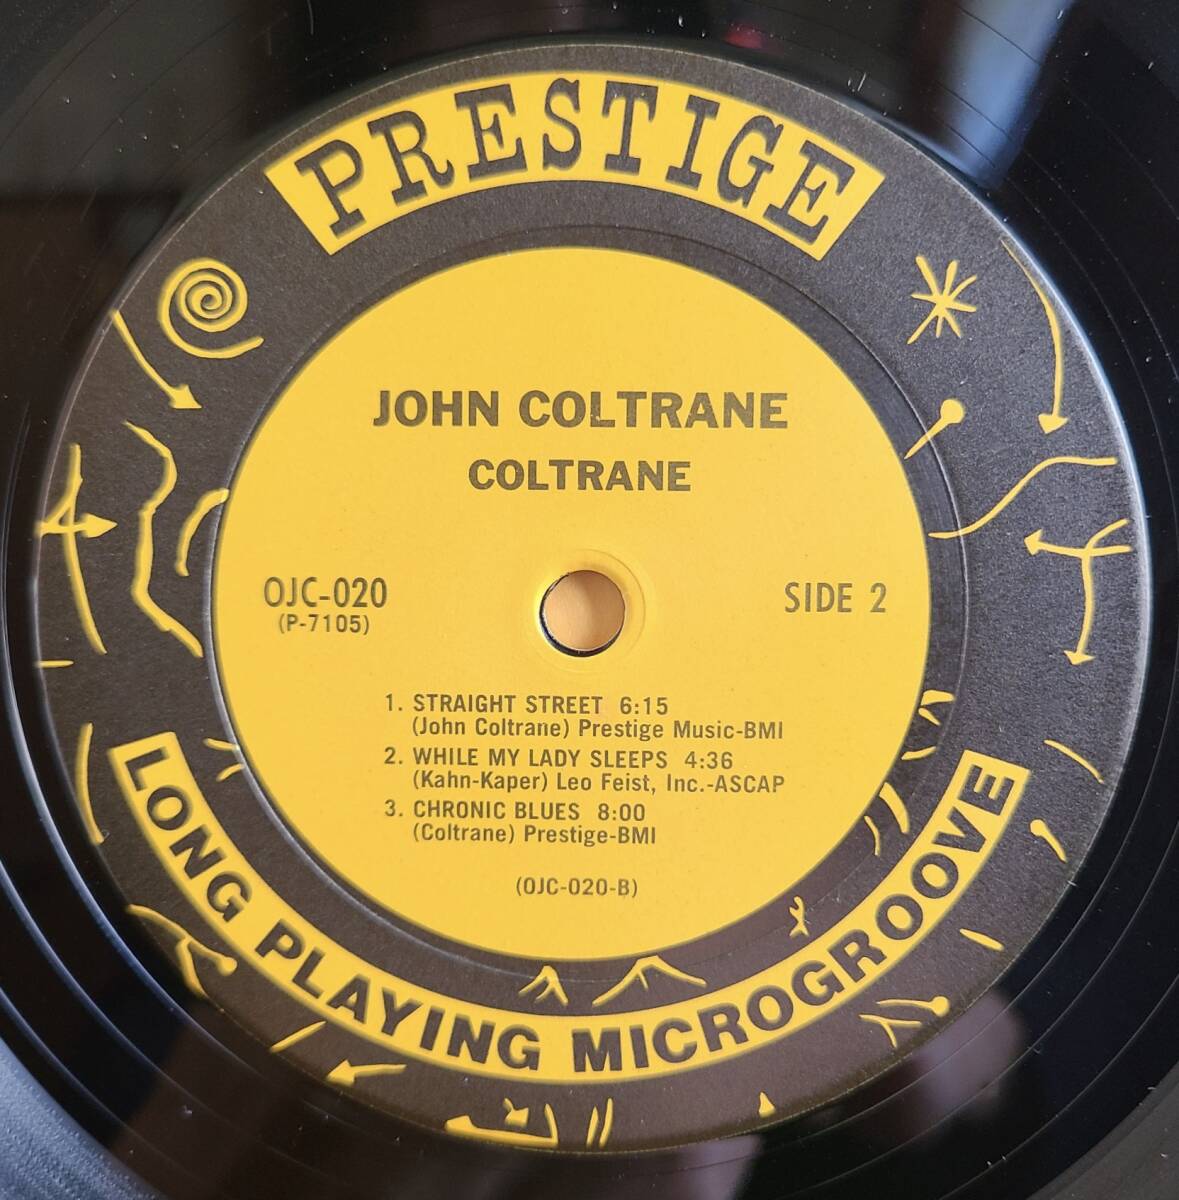 PRESTIGE
JOHN COLTRANE
COLTRANE
OJC-020
(P-7105)
SIDE 2
1. STRAIGHT STREET 6:15
(John Coltrane) Prestige Music-BMI
2. WHILE MY LADY SLEEPS 4:36
(Kahn-Kaper) Leo Feist, Inc.-ASCAP
3. CHRONIC BLUES 8:00
(Coltrane) Prestige-BMI
(OJC-020-B)
LONG PLAYING MICROGROOVE